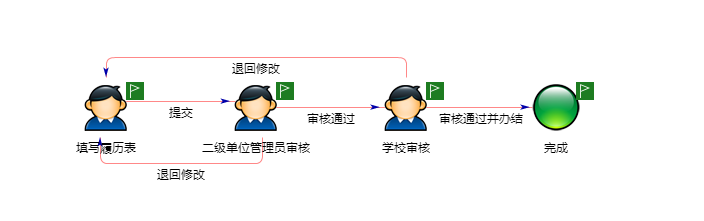 退回修改
提交
审核通过
审核通过并办结
填写履历表
二级单位管理员审核
学校审核
完成
退回修改